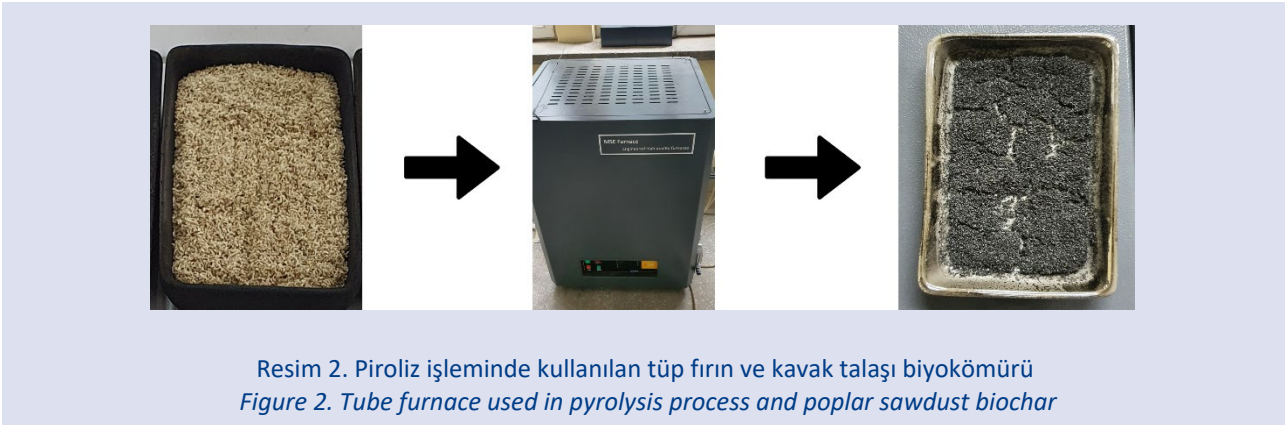 MSE Furnace
Resim 2. Piroliz işleminde kullanılan tüp fırın ve kavak talaşı biyokömürü
Figure 2. Tube furnace used in pyrolysis process and poplar sawdust biochar